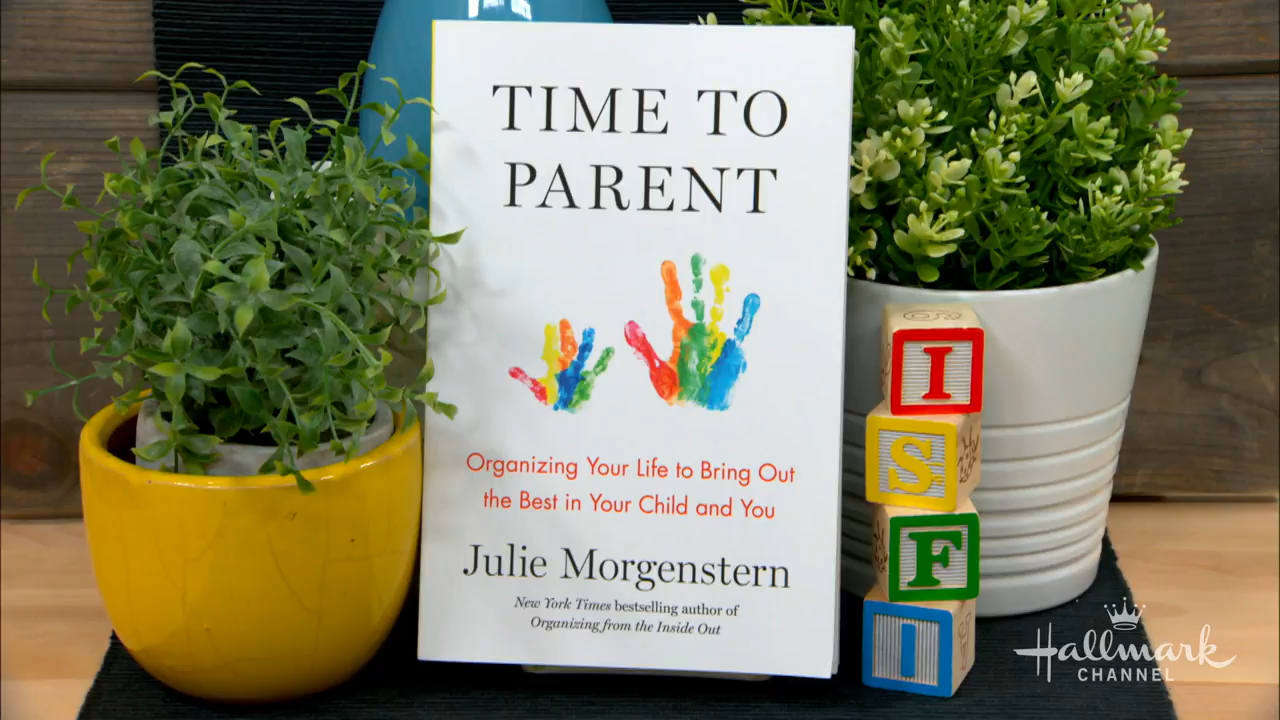 TIME TO
PARENT
Organizing Your Life to Bring Out
the Best in Your Child and You
Julie Morgenstern
New York Times bestselling author of
Organizing from the Inside Out
I
S
F
I
Hallmark
CHANNEL